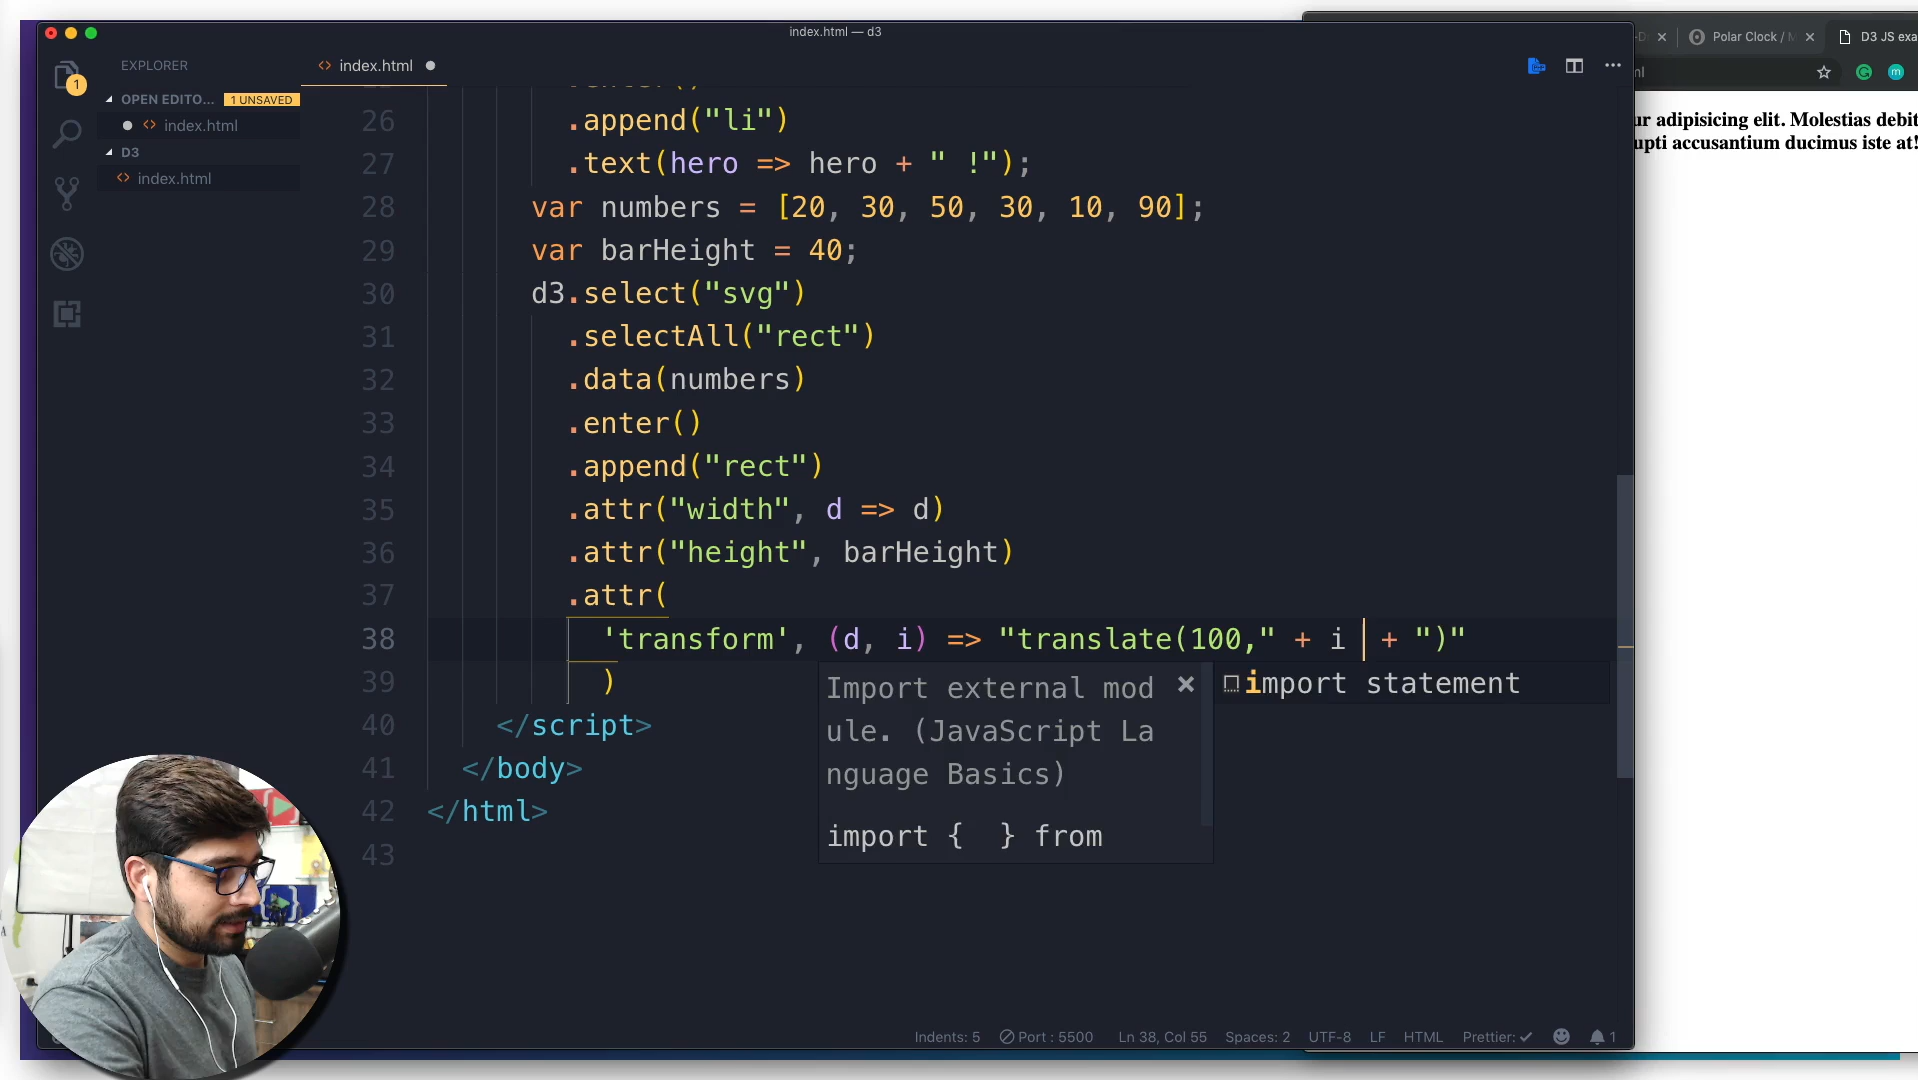 index.html — d3
Polar Clock / M
D3 JS exa
EXPLORER
index.html
1
OPEN EDITO...
1 UNSAVED
index.html
D3
index.html
26
.append("li")
27
.text(hero => hero + " !");
28
var numbers = [20, 30, 50, 30, 10, 90];
29
var barHeight = 40;
30
d3.select("svg")
31
.selectAll("rect")
32
.data(numbers)
33
.enter()
34
.append("rect")
35
.attr("width", d => d)
36
.attr("height", barHeight)
37
.attr(
38
'transform', (d, i) => "translate(100," + i + ")"
39
)
Import external mod
ule. (JavaScript La
nguage Basics)
import { } from
import statement
40
</script>
41
</body>
42
</html>
43
ur adipisicing elit. Molestias debit
upti accusantium ducimus iste at!
Indents: 5
Port : 5500
Ln 38, Col 55
Spaces: 2
UTF-8
LF
HTML
Prettier: ✓
1